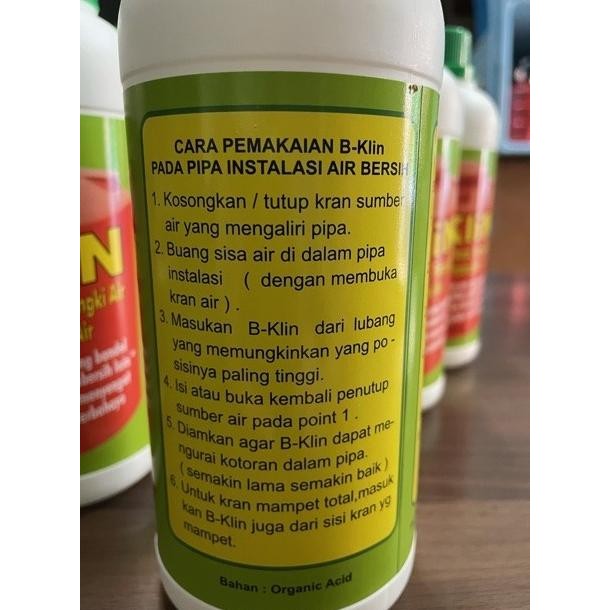 CARA PEMAKAIAN B-Klin
PADA PIPA INSTALASI AIR BERSIH
1. Kosongkan / tutup kran sumber
air yang mengaliri pipa.
2. Buang sisa air di dalam pipa
instalasi ( dengan membuka
kran air ) .
3. Masukan B-Klin dari lubang
yang memungkinkan yang po -
sisinya paling tinggi.
4. Isi atau buka kembali penutup
sumber air pada point 1 .
5. Diamkan agar B-Klin dapat me-
ngurai kotoran dalam pipa.
( semakin lama semakin baik )
6. Untuk kran mampet total,masuk
kan B-Klin juga dari sisi kran yg
mampet.
Bahan : Organic Acid